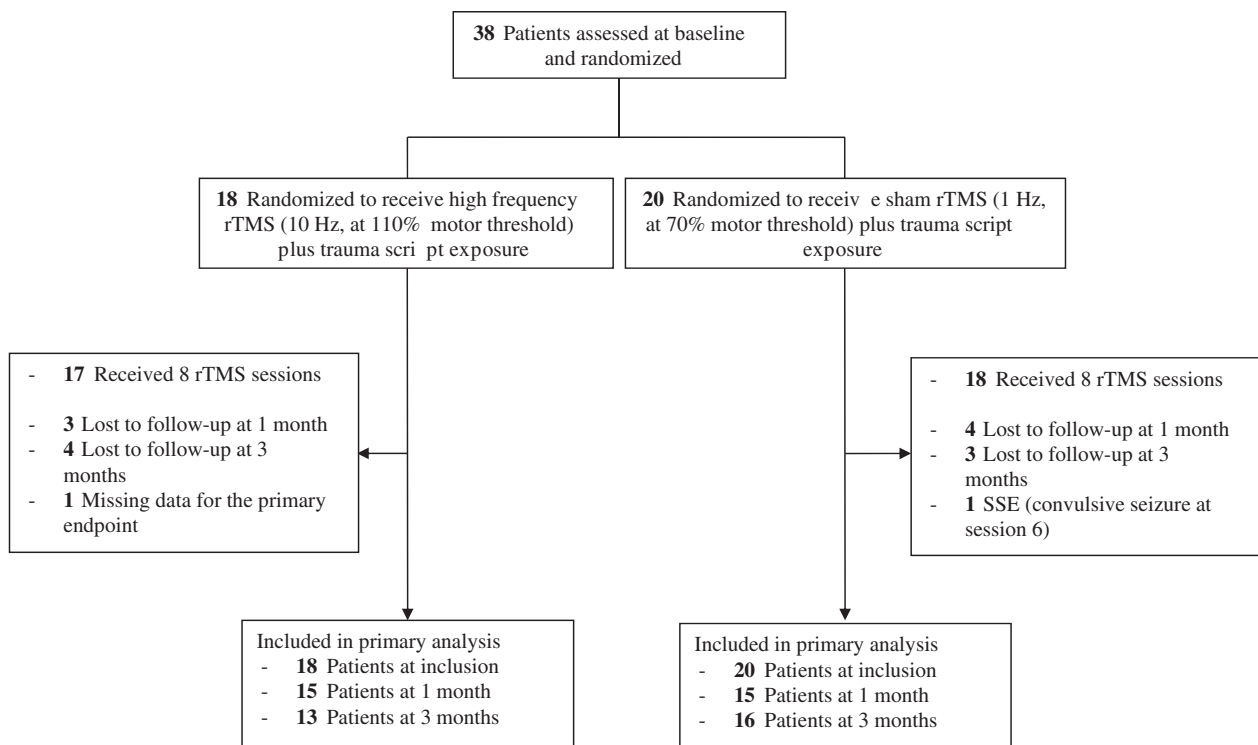 38 Patients assessed at baseline
and randomized
18 Randomized to receive high frequency
rTMS (10 Hz, at 110% motor threshold)
plus trauma scri pt exposure
20 Randomized to receiv e sham rTMS (1 Hz,
at 70% motor threshold) plus trauma script
exposure
- 17 Received 8 rTMS sessions
- 3 Lost to follow-up at 1 month
- 4 Lost to follow-up at 3
months
- 1 Missing data for the primary
endpoint
- 18 Received 8 rTMS sessions
- 4 Lost to follow-up at 1 month
- 3 Lost to follow-up at 3
months
- 1 SSE (convulsive seizure at
session 6)
Included in primary analysis
- 18 Patients at inclusion
- 15 Patients at 1 month
- 13 Patients at 3 months
Included in primary analysis
- 20 Patients at inclusion
- 15 Patients at 1 month
- 16 Patients at 3 months